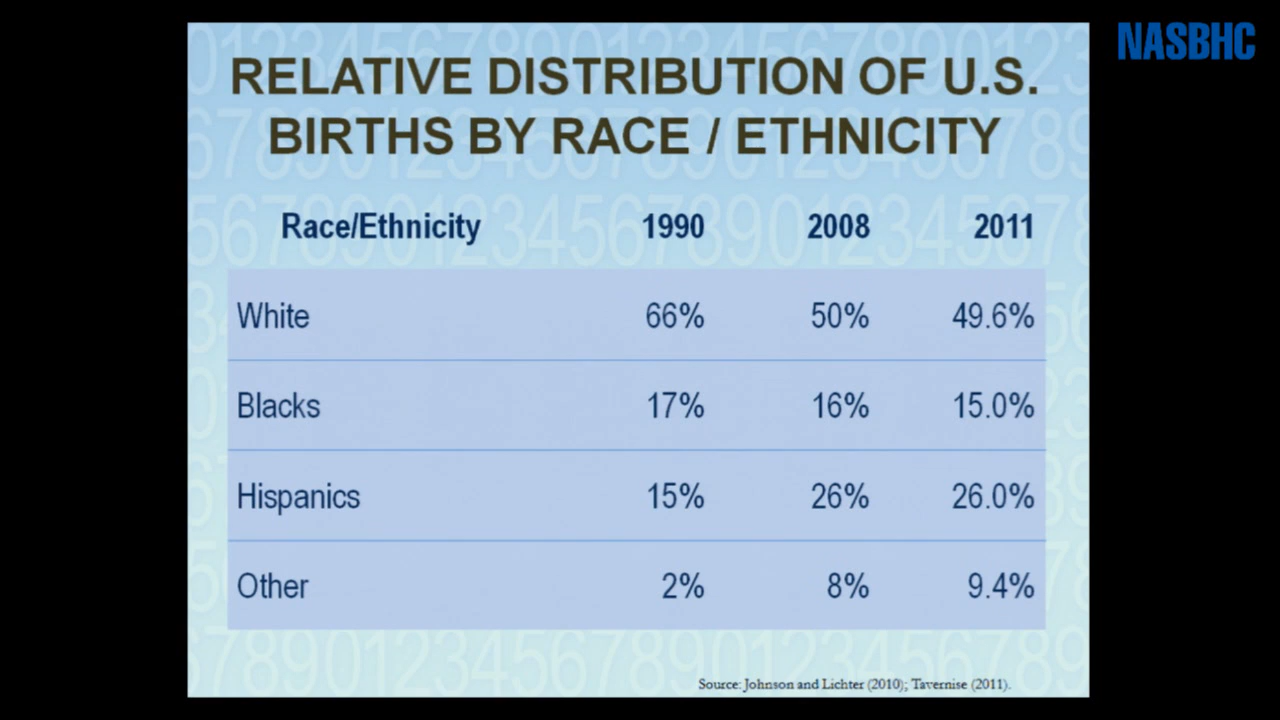 NASBHC
RELATIVE DISTRIBUTION OF U.S.
BIRTHS BY RACE / ETHNICITY
Race/Ethnicity 1990 2008 2011
White 66% 50% 49.6%
Blacks 17% 16% 15.0%
Hispanics 15% 26% 26.0%
Other 2% 8% 9.4%
Source: Johnson and Lichter (2010); Tavernise (2011).